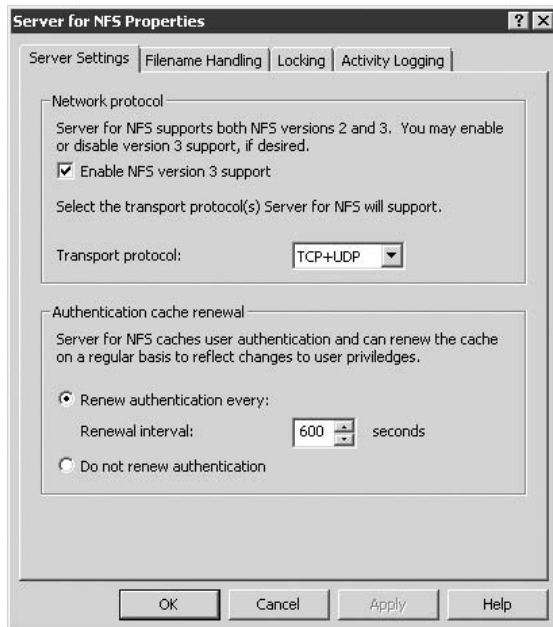 Server for NFS Properties
Server Settings
Filename Handling
Locking
Activity Logging
Network protocol
Server for NFS supports both NFS versions 2 and 3. You may enable
or disable version 3 support, if desired.
Enable NFS version 3 support
Select the transport protocol(s) Server for NFS will support.
Transport protocol: TCP+UDP
Authentication cache renewal
Server for NFS caches user authentication and can renew the cache
on a regular basis to reflect changes to user priviledges.
Renew authentication every:
Renewal interval: 600 seconds
Do not renew authentication
OK
Cancel
Apply
Help